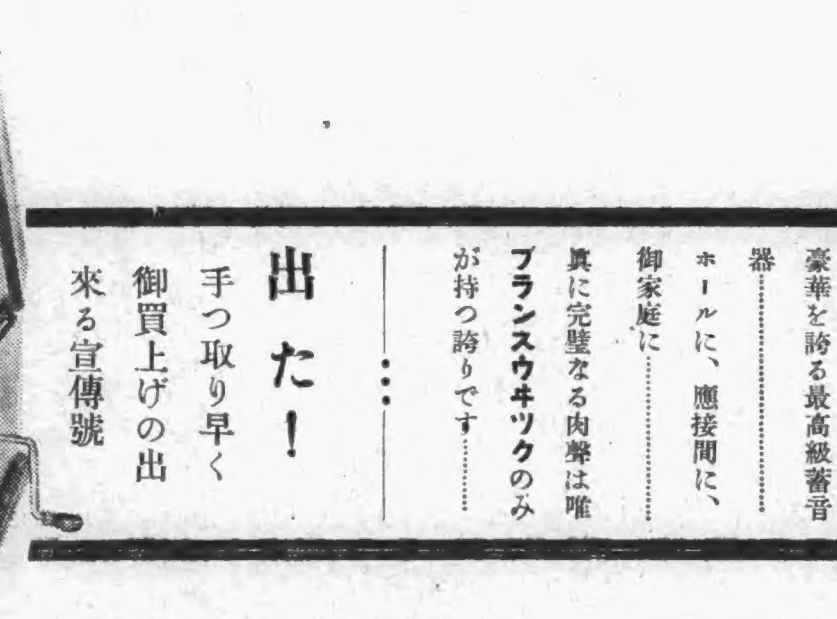 豪華を誇る最高級蓄音
器…………
ホールに、應接間に、
御家庭に…………
眞に完璧なる肉聲は唯
ブランスウヰックのみ
が持つ誇りです…………
出た！
手つ取り早く
御買上げの出
來る宣傳號